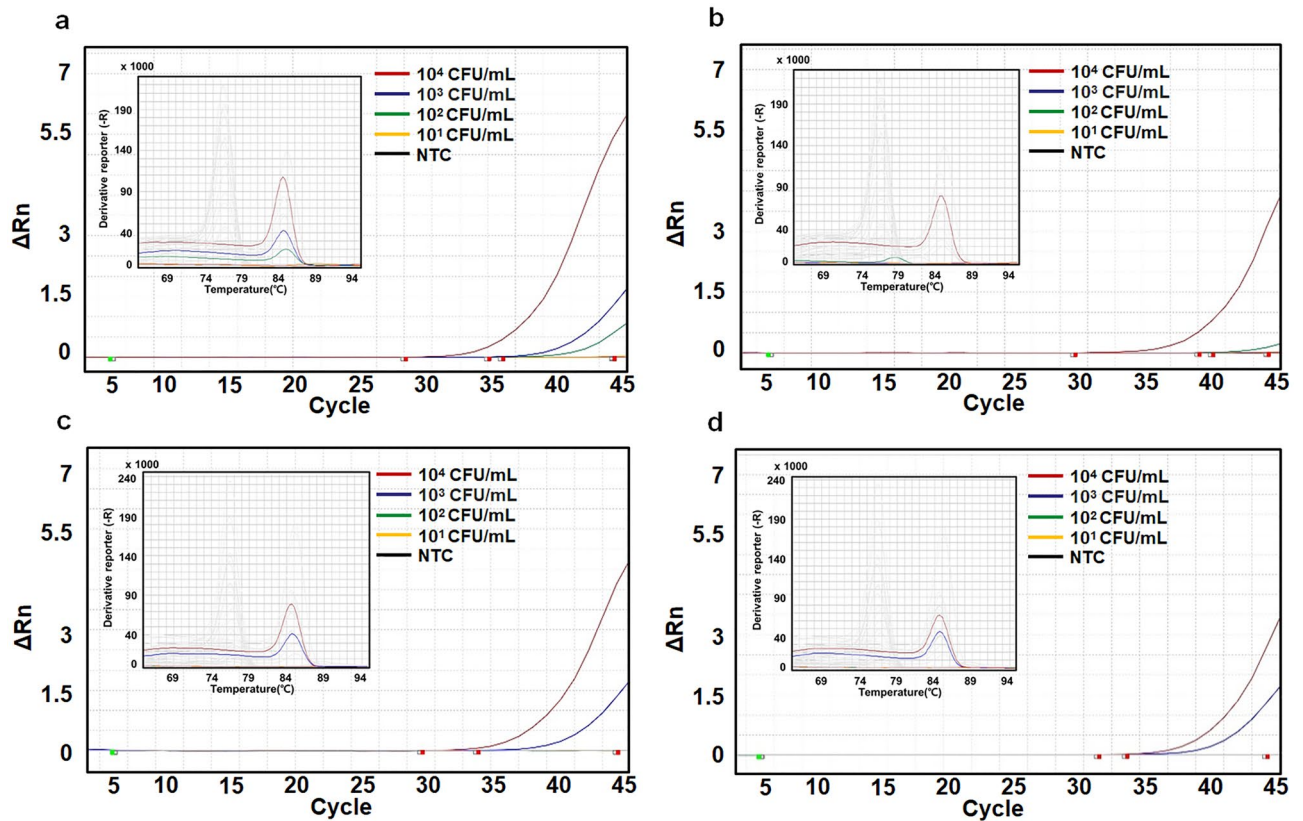 a
x 1000
190
140
90
40
0
Derivative reporter (-R)
69 74 79 84 89 94
Temperature(℃)
10⁴ CFU/mL
10³ CFU/mL
10² CFU/mL
10¹ CFU/mL
NTC
7
5.5
3
1.5
0
ΔRn
5 10 15 20 25 30 35 40 45
Cycle
b
x 1000
190
140
90
40
0
Derivative reporter (-R)
69 74 79 84 89 94
Temperature(℃)
10⁴ CFU/mL
10³ CFU/mL
10² CFU/mL
10¹ CFU/mL
NTC
7
5.5
3
1.5
0
ΔRn
5 10 15 20 25 30 35 40 45
Cycle
c
x 1000
240
190
140
90
40
0
Derivative reporter (-R)
69 74 79 84 89 94
Temperature(℃)
10⁴ CFU/mL
10³ CFU/mL
10² CFU/mL
10¹ CFU/mL
NTC
7
5.5
3
1.5
0
ΔRn
5 10 15 20 25 30 35 40 45
Cycle
d
x 1000
240
190
140
90
40
0
Derivative reporter (-R)
69 74 79 84 89 94
Temperature(℃)
10⁴ CFU/mL
10³ CFU/mL
10² CFU/mL
10¹ CFU/mL
NTC
7
5.5
3
1.5
0
ΔRn
5 10 15 20 25 30 35 40 45
Cycle